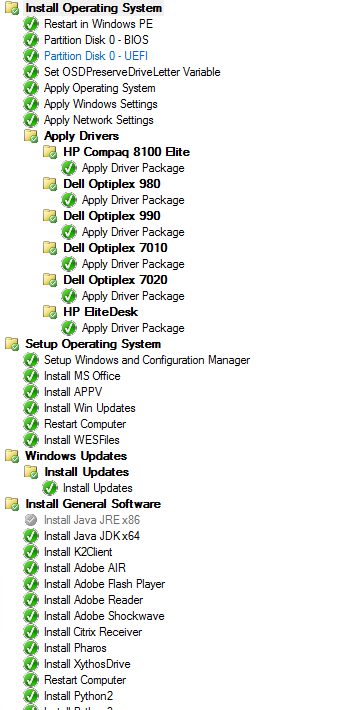 Install Operating System
Restart in Windows PE
Partition Disk 0 - BIOS
Partition Disk 0 - UEFI
Set OSDPreserveDriveLetter Variable
Apply Operating System
Apply Windows Settings
Apply Network Settings
Apply Drivers
HP Compaq 8100 Elite
Apply Driver Package
Dell Optiplex 980
Apply Driver Package
Dell Optiplex 990
Apply Driver Package
Dell Optiplex 7010
Apply Driver Package
Dell Optiplex 7020
Apply Driver Package
HP EliteDesk
Apply Driver Package
Setup Operating System
Setup Windows and Configuration Manager
Install MS Office
Install APPV
Install Win Updates
Restart Computer
Install WESFiles
Windows Updates
Install Updates
Install Updates
Install General Software
Install Java JRE x86
Install Java JDK x64
Install K2Client
Install Adobe AIR
Install Adobe Flash Player
Install Adobe Reader
Install Adobe Shockwave
Install Citrix Receiver
Install Pharos
Install XythosDrive
Restart Computer
Install Python2